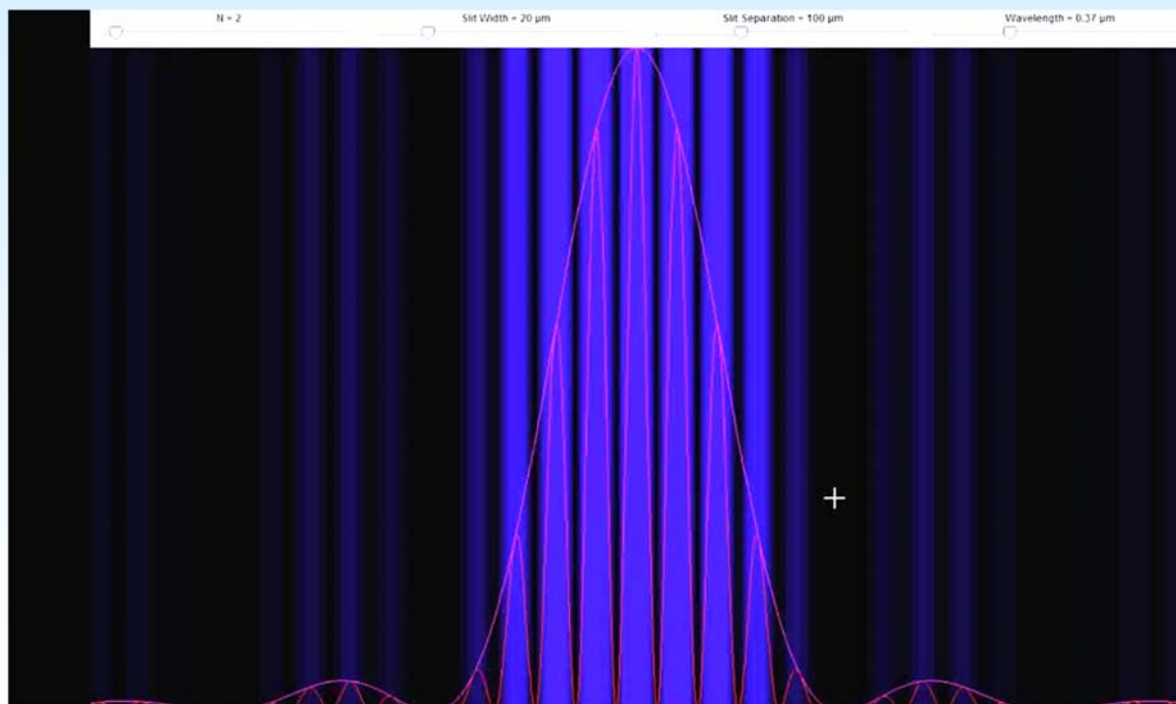 N = 2 Slit Width = 20 µm Slit Separation = 100 µm Wavelength = 0.37 µm